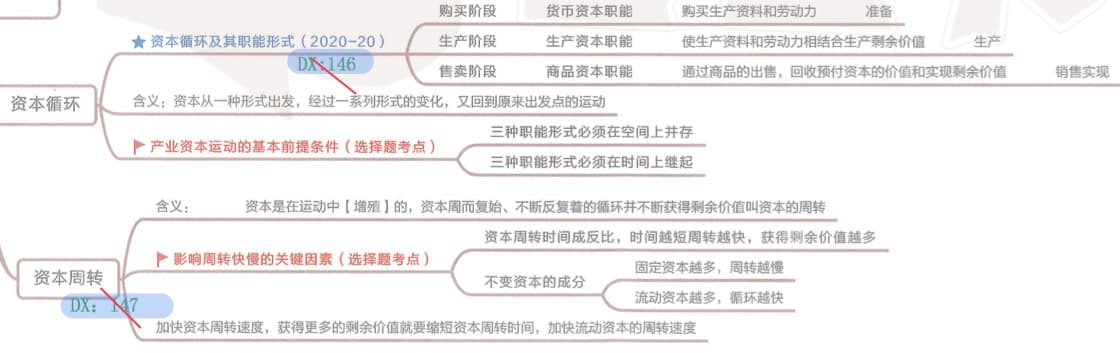 购买阶段 货币资本职能 购买生产资料和劳动力 准备
★ 资本循环及其职能形式（2020-20） 生产阶段 生产资本职能 使生产资料和劳动力相结合生产剩余价值 生产
DX:146
售卖阶段 商品资本职能 通过商品的出售，回收预付资本的价值和实现剩余价值 销售实现
资本循环
含义：资本从一种形式出发，经过一系列形式的变化，又回到原来出发点的运动
三种职能形式必须在空间上并存
产业资本运动的基本前提条件（选择题考点）
三种职能形式必须在时间上继起
含义： 资本是在运动中【增殖】的，资本周而复始、不断反复着的循环并不断获得剩余价值叫资本的周转
资本周转时间成反比，时间越短周转越快，获得剩余价值越多
影响周转快慢的关键因素（选择题考点）
不变资本的成分
固定资本越多，周转越慢
流动资本越多，循环越快
资本周转
DX：147
加快资本周转速度，获得更多的剩余价值就要缩短资本周转时间，加快流动资本的周转速度